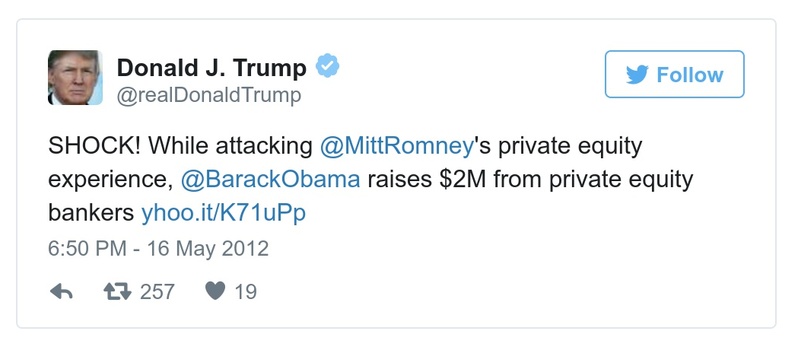 Donald J. Trump
@realDonaldTrump
Follow
SHOCK! While attacking @MittRomney's private equity
experience, @BarackObama raises $2M from private equity
bankers yhoo.it/K71uPp
6:50 PM - 16 May 2012
257 19